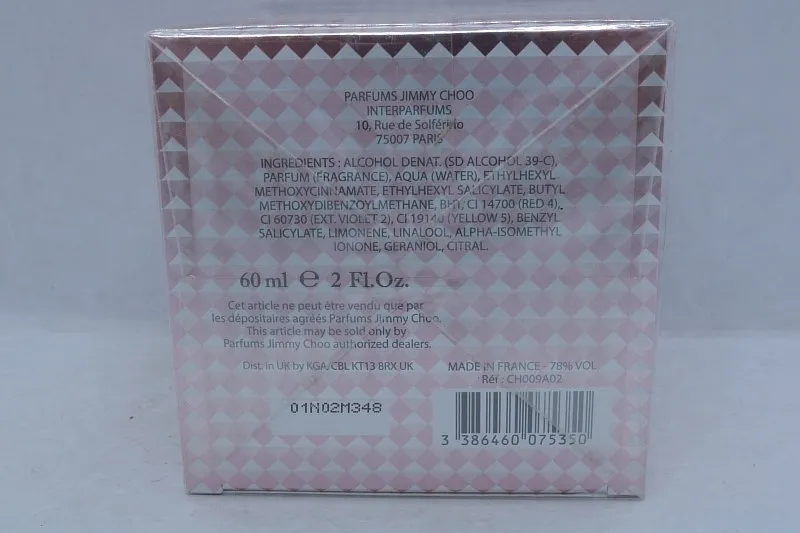 PARFUMS JIMMY CHOO
INTERPARFUMS
10, Rue de Solférino
75007 PARIS
INGREDIENTS : ALCOHOL DENAT. (SD ALCOHOL 39-C),
PARFUM (FRAGRANCE), AQUA (WATER), ETHYLHEXYL
METHOXYCINNAMATE, ETHYLHEXYL SALICYLATE, BUTYL
METHOXYDIBENZOYLMETHANE, BHT, CI 14700 (RED 4),
CI 60730 (EXT. VIOLET 2), CI 19140 (YELLOW 5), BENZYL
SALICYLATE, LIMONENE, LINALOOL, ALPHA-ISOMETHYL
IONONE, GERANIOL, CITRAL.
60 ml ℮ 2 Fl.Oz.
Cet article ne peut être vendu que par
les dépositaires agréés Parfums Jimmy Choo.
This article may be sold only by
Parfums Jimmy Choo authorized dealers.
Dist. in UK by KGA/CBL KT13 8RX UK
MADE IN FRANCE - 78% VOL
Réf : CH009A02
01N02M348
3 386460 075350